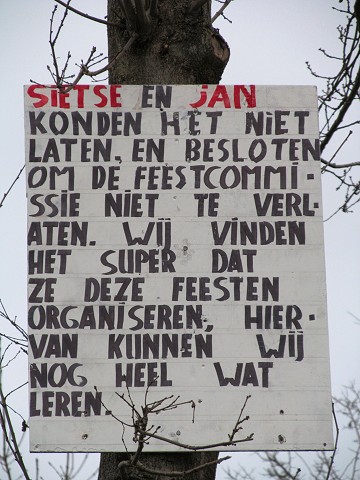 SIETSE EN JAN
KONDEN HET NIET
LATEN, EN BESLOTEN
OM DE FEESTCOMMI-
SSIE NIET TE VERL-
ATEN. WIJ VINDEN
HET SUPER DAT
ZE DEZE FEESTEN
ORGANISEREN, HIER-
VAN KUNNEN WIJ
NOG HEEL WAT
LEREN